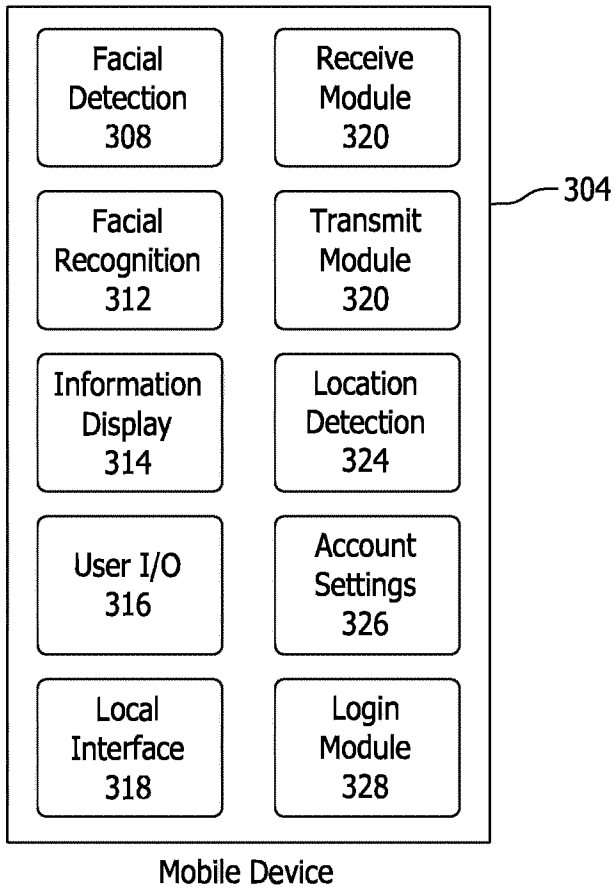 Facial
Detection
308
Receive
Module
320
304
Facial
Recognition
312
Transmit
Module
320
Information
Display
314
Location
Detection
324
User I/O
316
Account
Settings
326
Local
Interface
318
Login
Module
328
Mobile Device